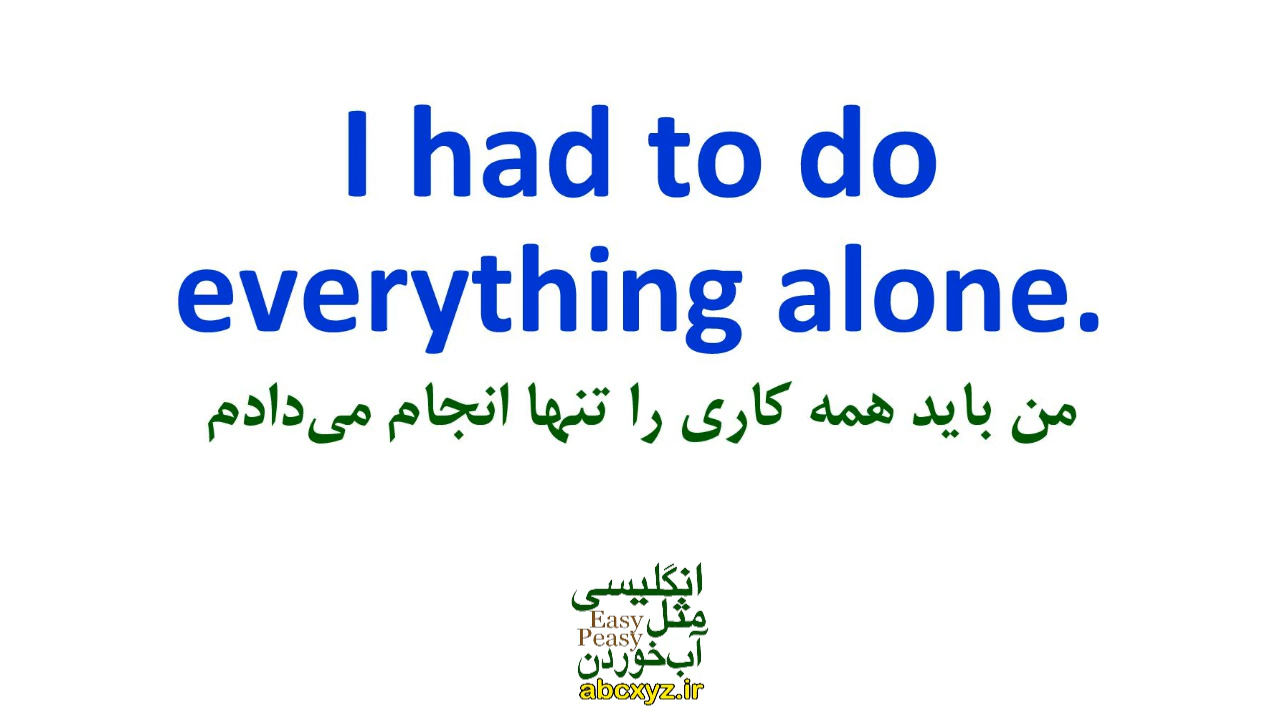 I had to do
everything alone.
من باید همه کاری را تنها انجام می‌دادم
انگلیسی
مثل
Easy
Peasy
آب‌خوردن
abcxyz.ir